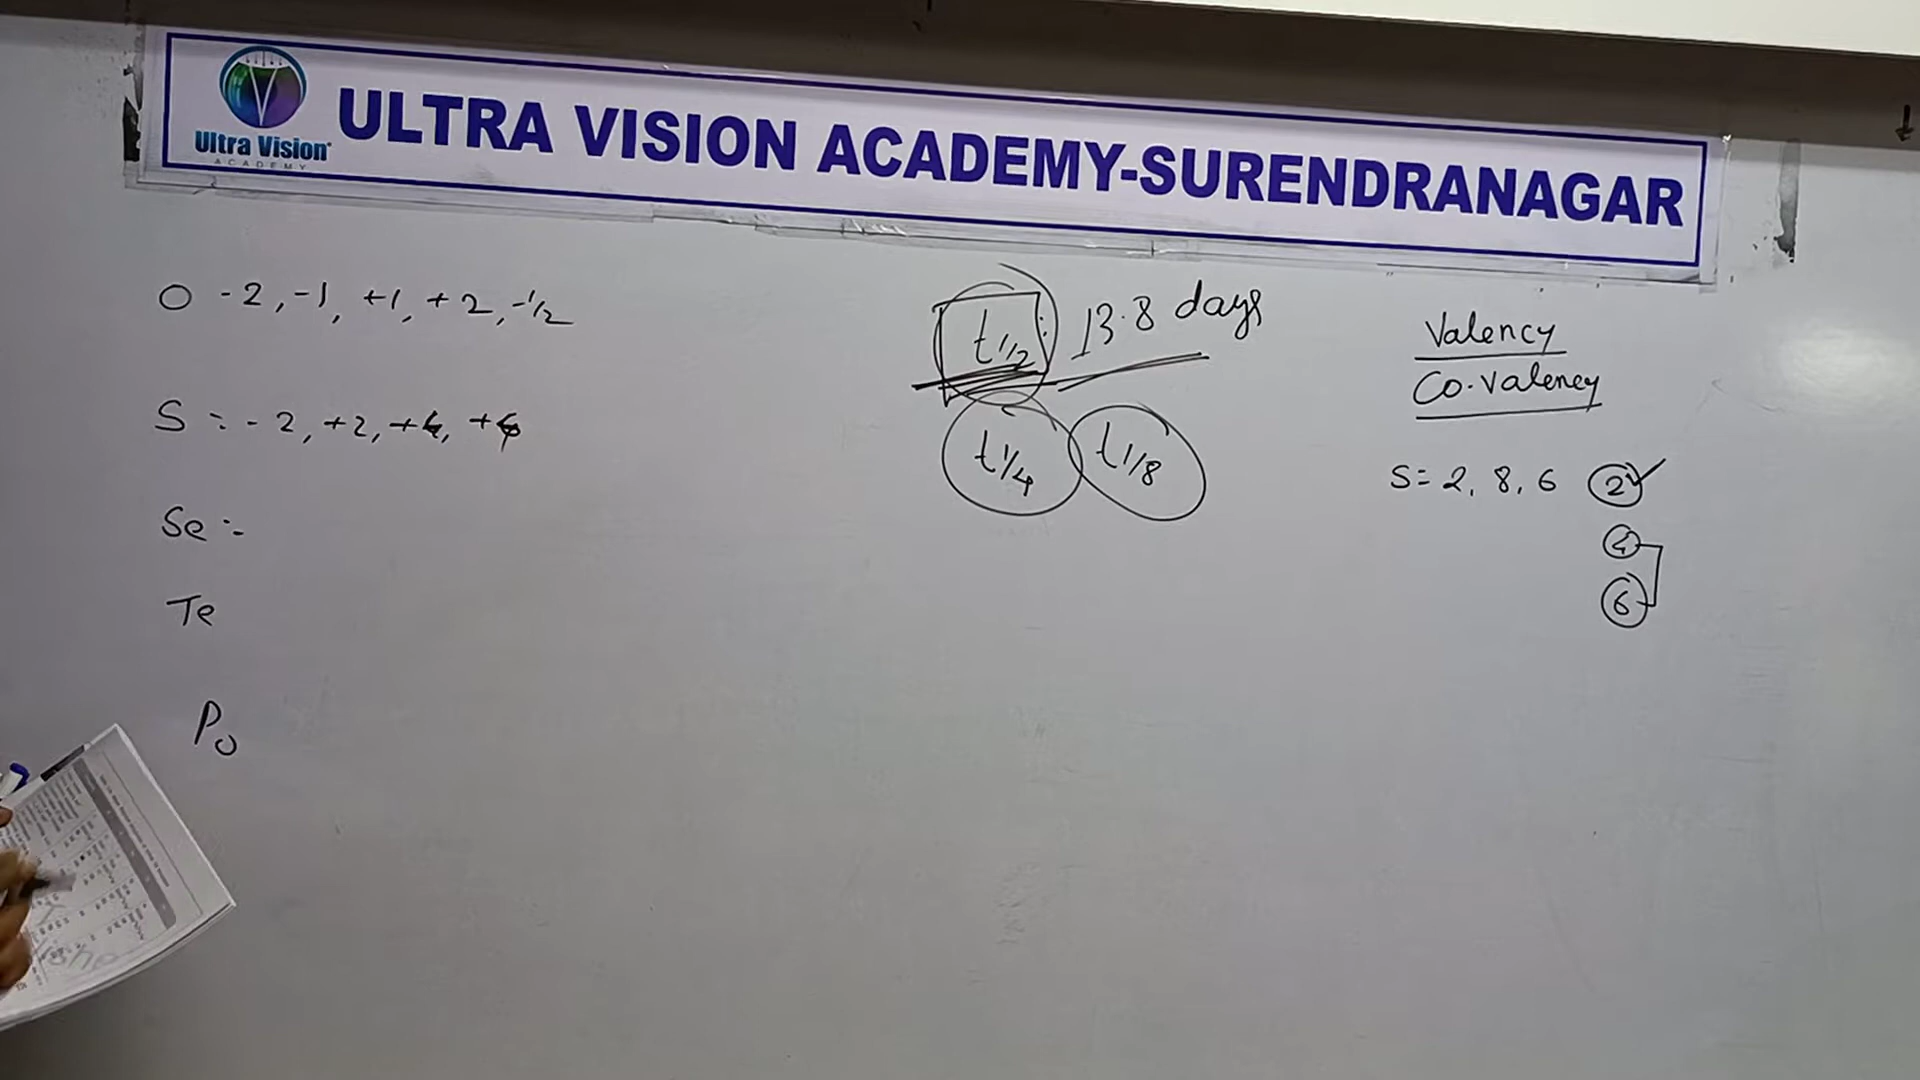 Ultra Vision
ACADEMY
ULTRA VISION ACADEMY-SURENDRANAGAR
O -2, -1, +1, +2, -1/2
S = -2, +2, +4, +6
Se :-
Te
Po
t1/2 : 13.8 days
t1/4 t1/8
Valency
Co-valency
S = 2, 8, 6 2 ✓
4
6